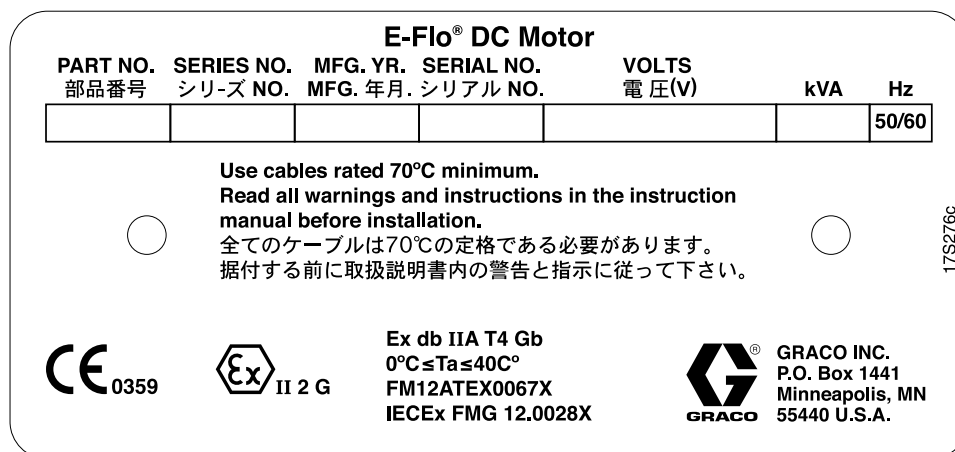 E-Flo® DC Motor
PART NO. SERIES NO. MFG. YR. SERIAL NO. VOLTS
部品番号 シリ-ズ NO. MFG. 年月. シリアル NO. 電 圧(V) kVA Hz
50/60
Use cables rated 70ºC minimum.
Read all warnings and instructions in the instruction
manual before installation.
全てのケーブルは70℃の定格である必要があります。
据付する前に取扱説明書内の警告と指示に従って下さい。
17S276c
CE 0359
Ex II 2 G
Ex db IIA T4 Gb
0ºC≤Ta≤40Cº
FM12ATEX0067X
IECEx FMG 12.0028X
G ®
GRACO
GRACO INC.
P.O. Box 1441
Minneapolis, MN
55440 U.S.A.